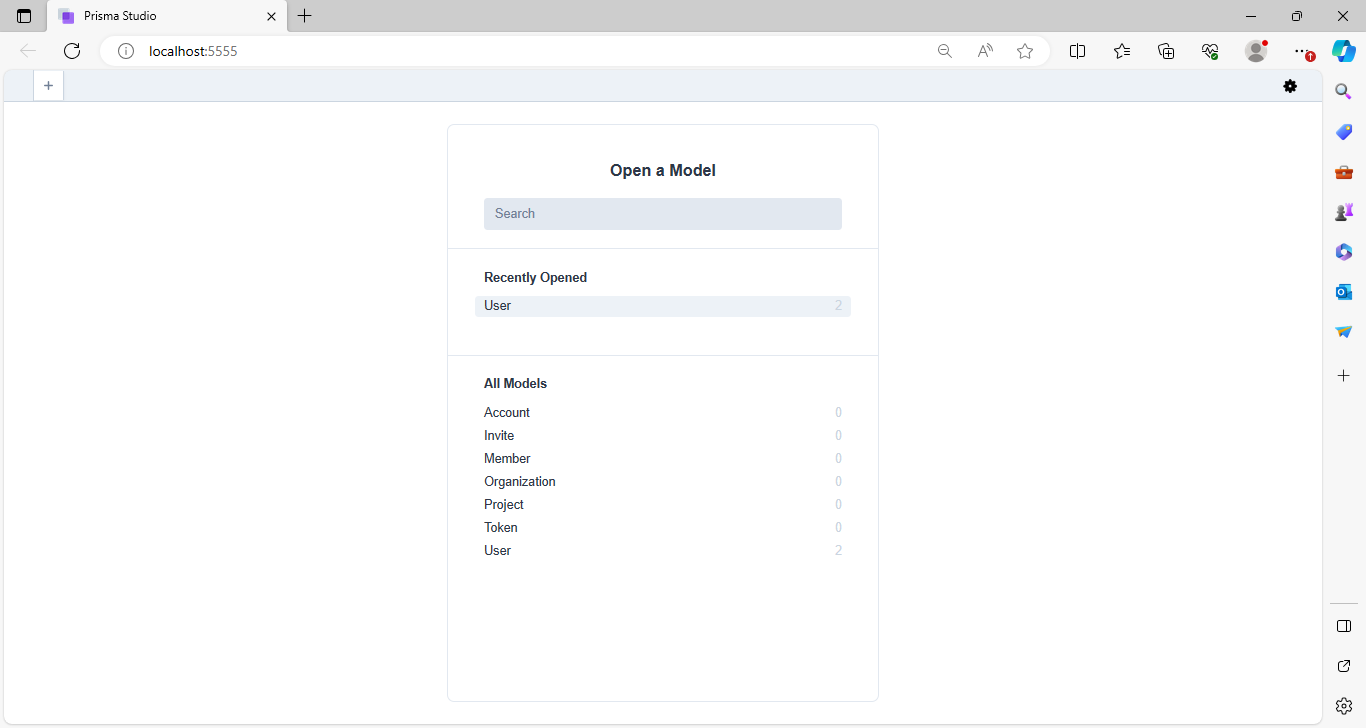 Prisma Studio
localhost:5555
Open a Model
Search
Recently Opened
User 2
All Models
Account 0
Invite 0
Member 0
Organization 0
Project 0
Token 0
User 2